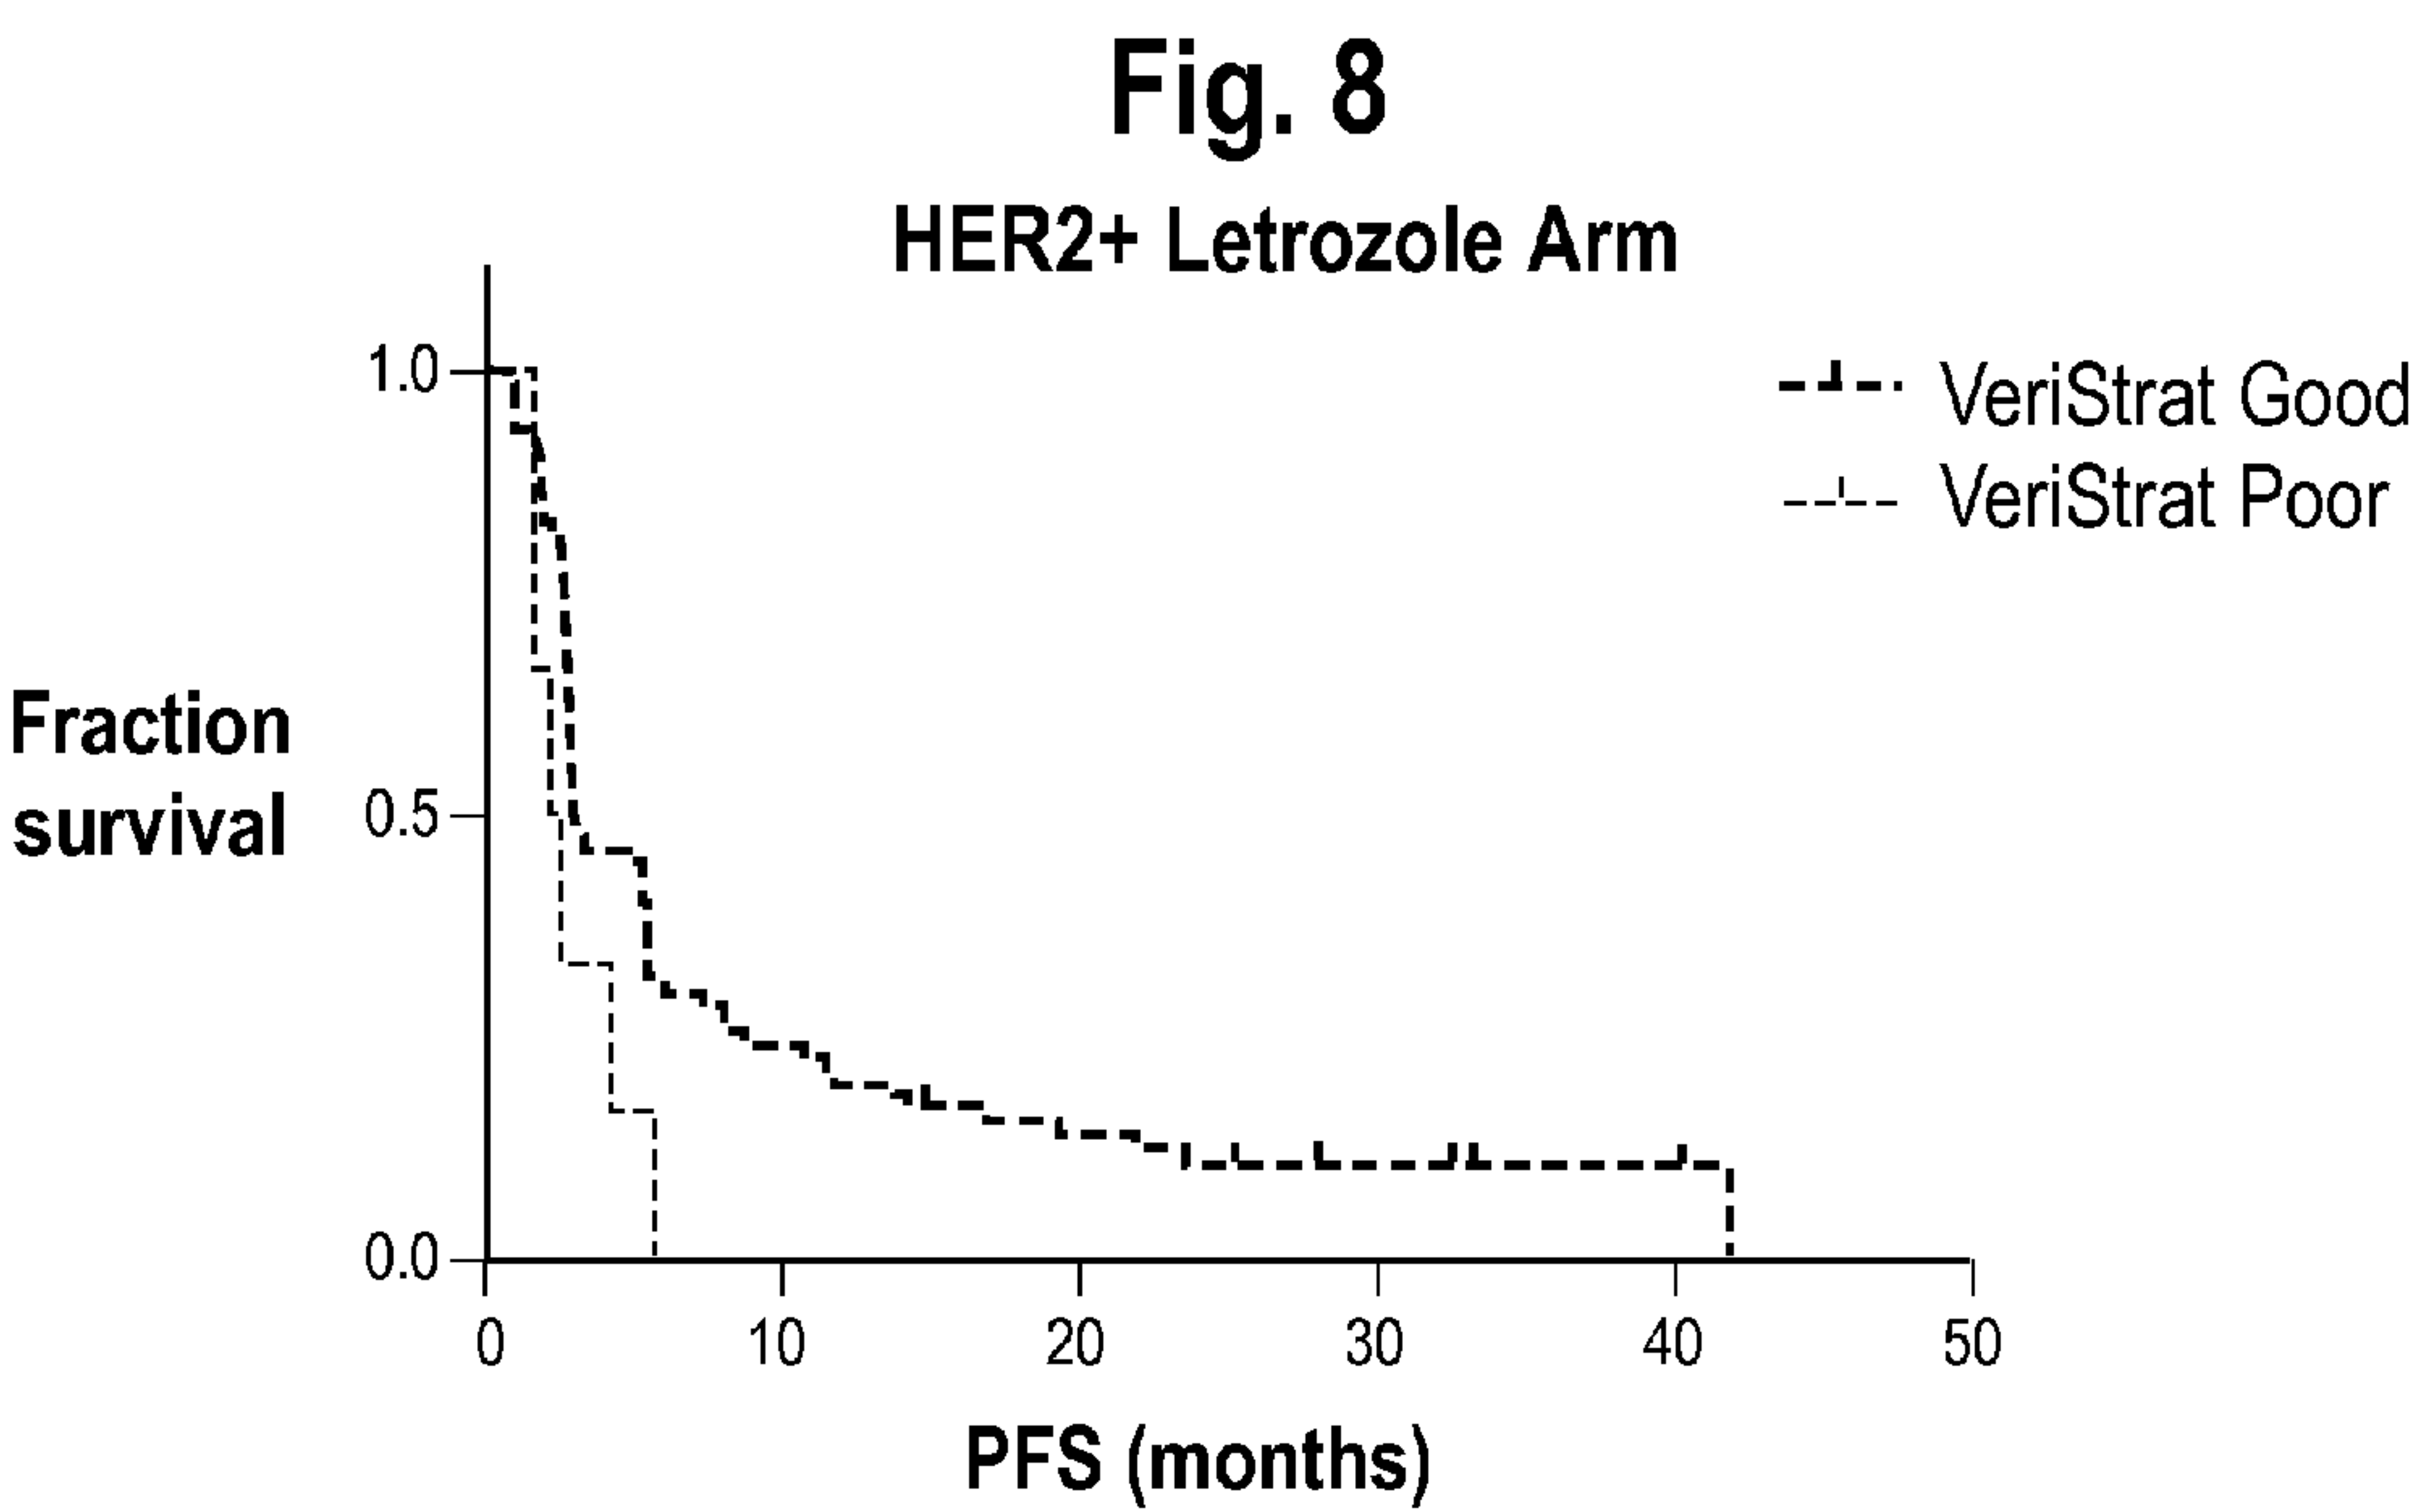 Fig. 8
HER2+ Letrozole Arm
1.0
VeriStrat Good
VeriStrat Poor
Fraction
survival
0.5
0.0
0 10 20 30 40 50
PFS (months)